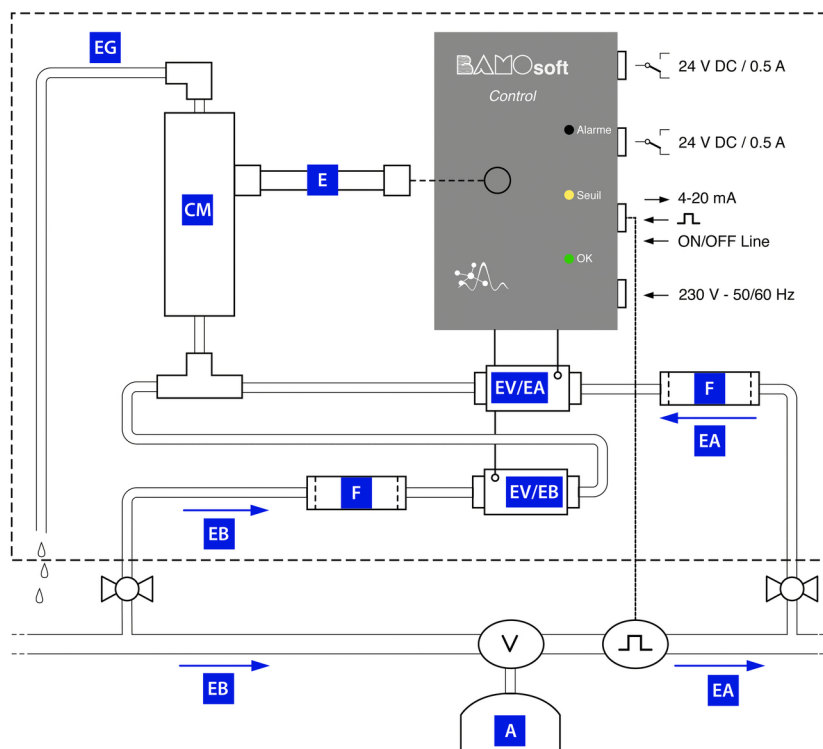 EG
BAMOsoft
Control
24 V DC / 0.5 A
Alarme
24 V DC / 0.5 A
E
CM
Seuil
4-20 mA
ON/OFF Line
OK
230 V - 50/60 Hz
EV/EA
F
EA
F
EV/EB
EB
V
EB
EA
A